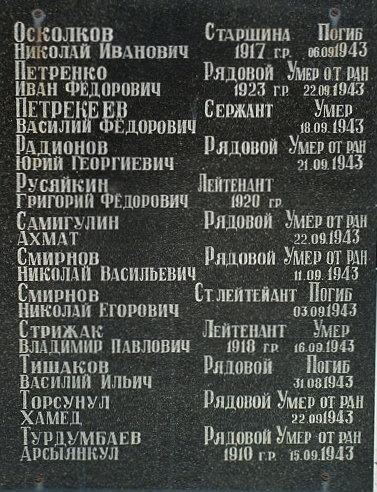 Осколков Старшина Погиб
Николай Иванович 1917 г.р. 06.09.1943
Петренко Рядовой Умер от ран
Иван Фёдорович 1923 г.р. 22.09.1943
Петрекеев Сержант Умер
Василий Фёдорович 18.09.1943
Радионов Рядовой Умер от ран
Юрий Георгиевич 21.09.1943
Русяйкин Лейтенант
Григорий Фёдорович 1920 г.р.
Самигулин Рядовой Умер от ран
Ахмат 22.09.1943
Смирнов Рядовой Умер от ран
Николай Васильевич 11.09.1943
Смирнов Ст. лейтейант Погиб
Николай Егорович 03.09.1943
Стрижак Лейтенант Умер
Владимир Павлович 1918 г.р. 16.09.1943
Тишаков Рядовой Погиб
Василий Ильич 31.08.1943
Торсунул Рядовой Умер от ран
Хамед 22.09.1943
Турдумбаев Рядовой Умер от ран
Арсыянкул 1910 г.р. 15.09.1943